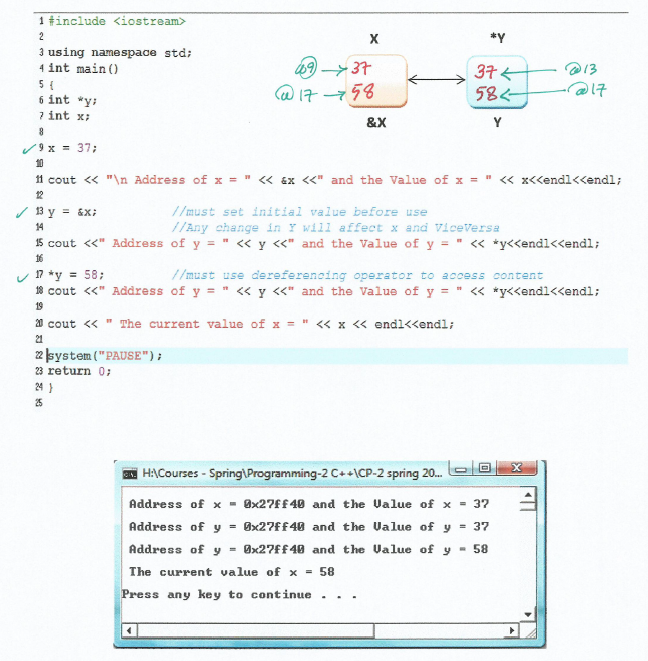 1 #include <iostream>
2
3 using namespace std;
4 int main()
5 {
6 int *y;
7 int x;
8
9 x = 37;
10
11 cout << "\n Address of x = " << &x <<" and the Value of x = " << x<<endl<<endl;
12
13 y = &x; //must set initial value before use
14 //Any change in Y will affect x and ViceVersa
15 cout <<" Address of y = " << y <<" and the Value of y = " << *y<<endl<<endl;
16
17 *y = 58; //must use dereferencing operator to access content
18 cout <<" Address of y = " << y <<" and the Value of y = " << *y<<endl<<endl;
19
20 cout << " The current value of x = " << x << endl<<endl;
21
22 system("PAUSE");
23 return 0;
24 }
25
X *Y
@9 37 37 @13
@17 58 58 @17
&X Y
H:\Courses - Spring\Programming-2 C++\CP-2 spring 20...
Address of x = 0x27ff40 and the Value of x = 37
Address of y = 0x27ff40 and the Value of y = 37
Address of y = 0x27ff40 and the Value of y = 58
The current value of x = 58
Press any key to continue . . .